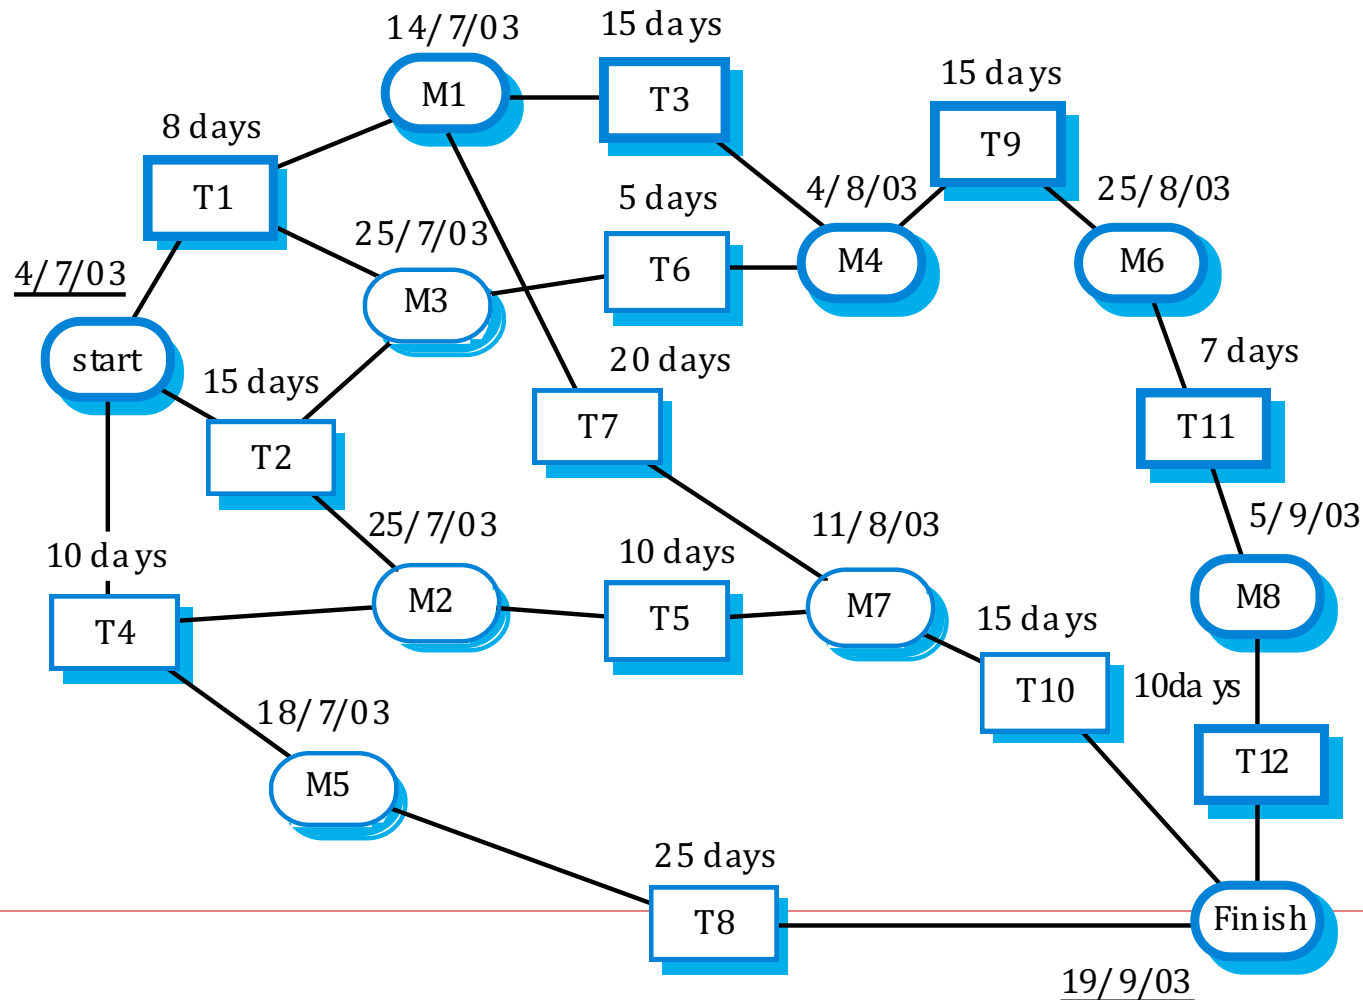 14/7/03
15 days
M1
T3
15 days
T9
8 days
T1
5 days
4/8/03
25/8/03
25/7/03
T6
M4
M6
4/7/03
M3
start
15 days
20 days
7 days
T2
T7
T11
25/7/03
11/8/03
5/9/03
10 days
10 days
M2
T5
M7
M8
T4
15 days
T10
10days
18/7/03
M5
T12
25 days
T8
Finish
19/9/03